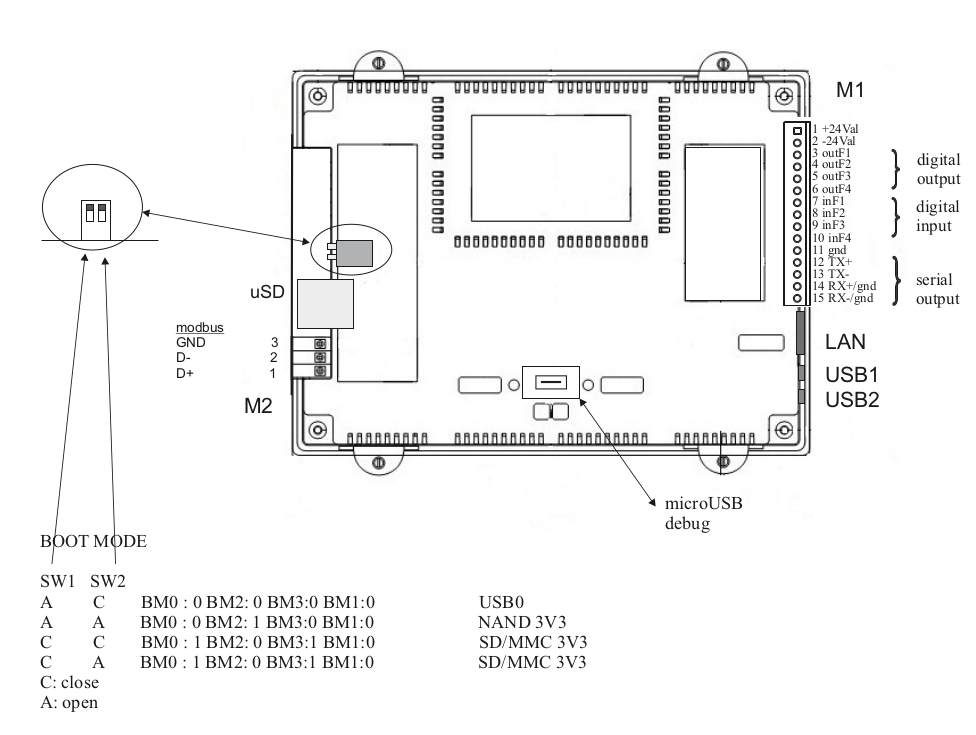 M1
1 +24Val
2 -24Val
3 outF1
4 outF2
5 outF3
6 outF4
7 inF1
8 inF2
9 inF3
10 inF4
11 gnd
12 TX+
13 TX-
14 RX+/gnd
15 RX-/gnd
digital
output
digital
input
serial
output
uSD
modbus
GND 3
D- 2
D+ 1
M2
LAN
USB1
USB2
microUSB
debug
BOOT MODE
SW1 SW2
A C BM0 : 0 BM2: 0 BM3:0 BM1:0 USB0
A A BM0 : 0 BM2: 1 BM3:0 BM1:0 NAND 3V3
C C BM0 : 1 BM2: 0 BM3:1 BM1:0 SD/MMC 3V3
C A BM0 : 1 BM2: 0 BM3:1 BM1:0 SD/MMC 3V3
C: close
A: open